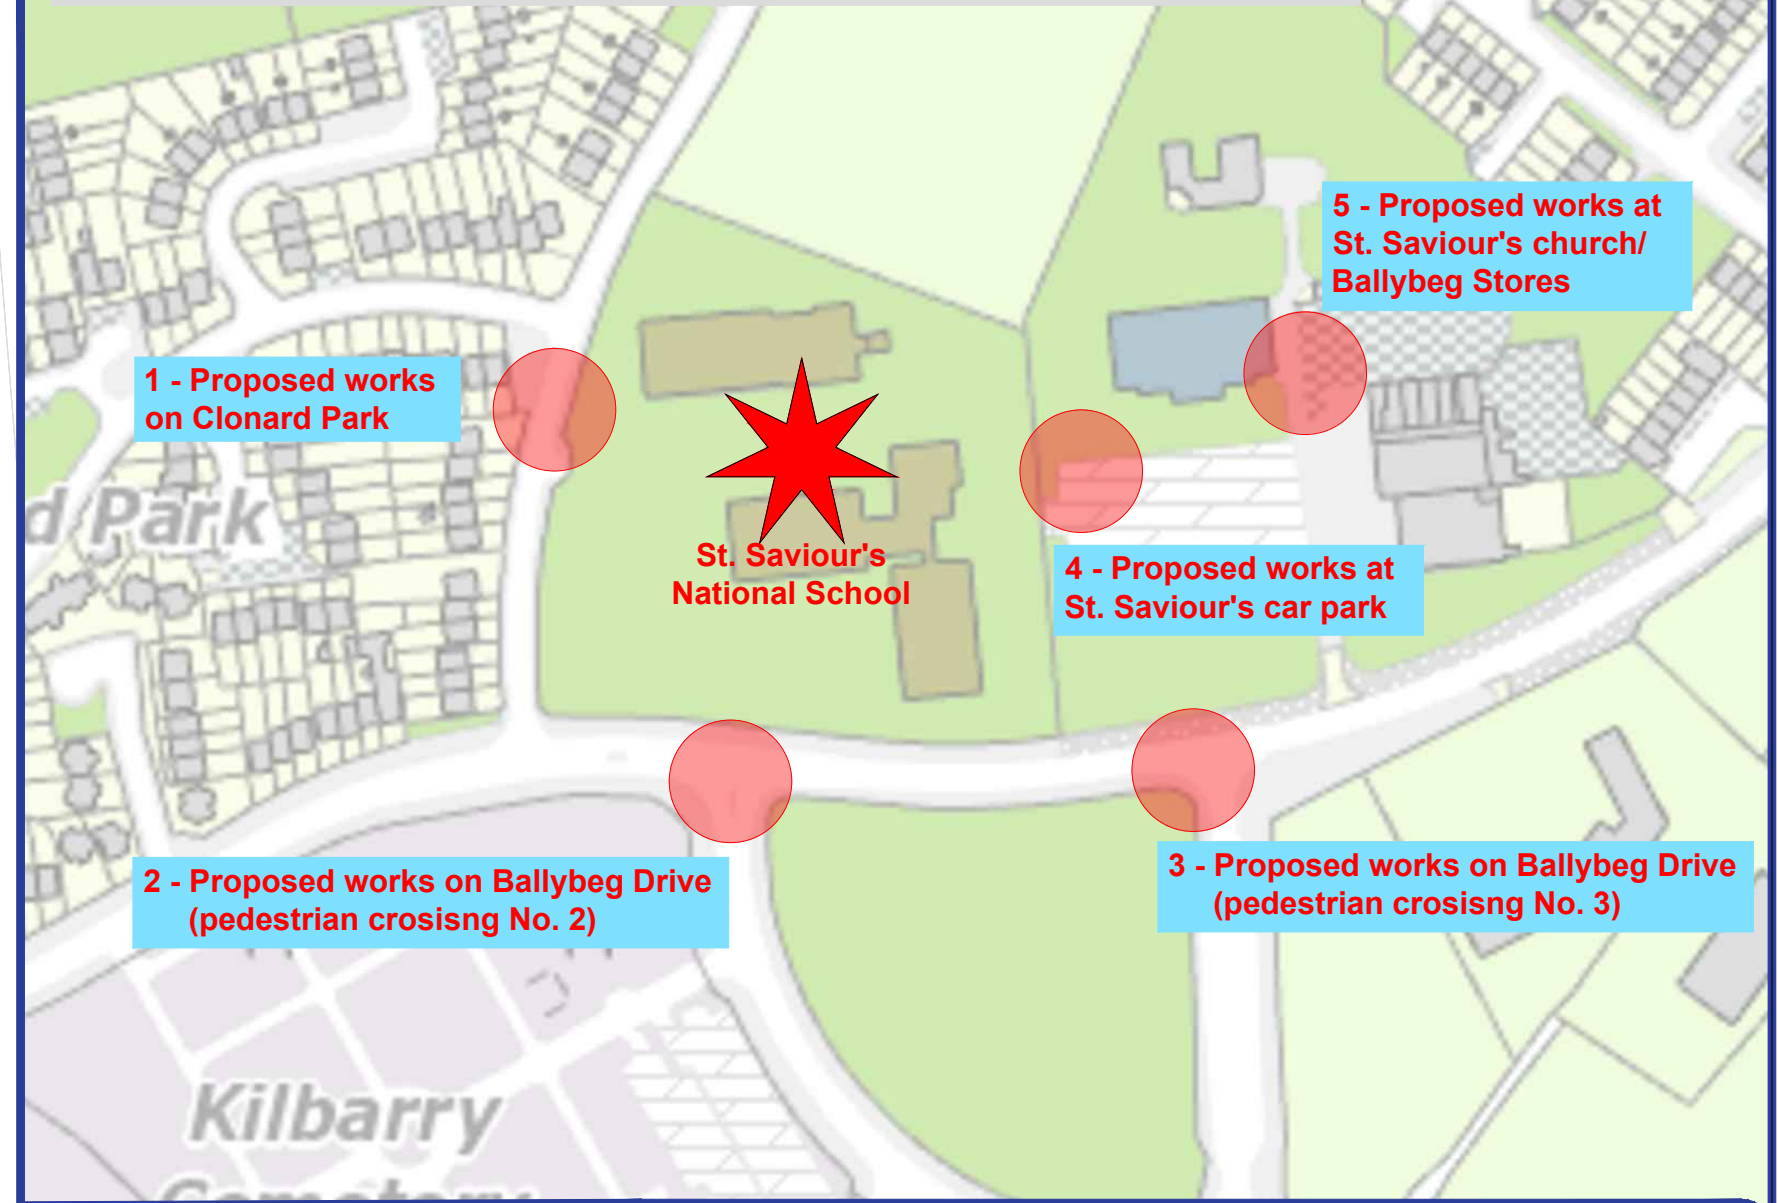 5 - Proposed works at
St. Saviour's church/
Ballybeg Stores
1 - Proposed works
on Clonard Park
d Park
St. Saviour's
National School
4 - Proposed works at
St. Saviour's car park
2 - Proposed works on Ballybeg Drive
(pedestrian crosisng No. 2)
3 - Proposed works on Ballybeg Drive
(pedestrian crosisng No. 3)
Kilbarry
Cemetery